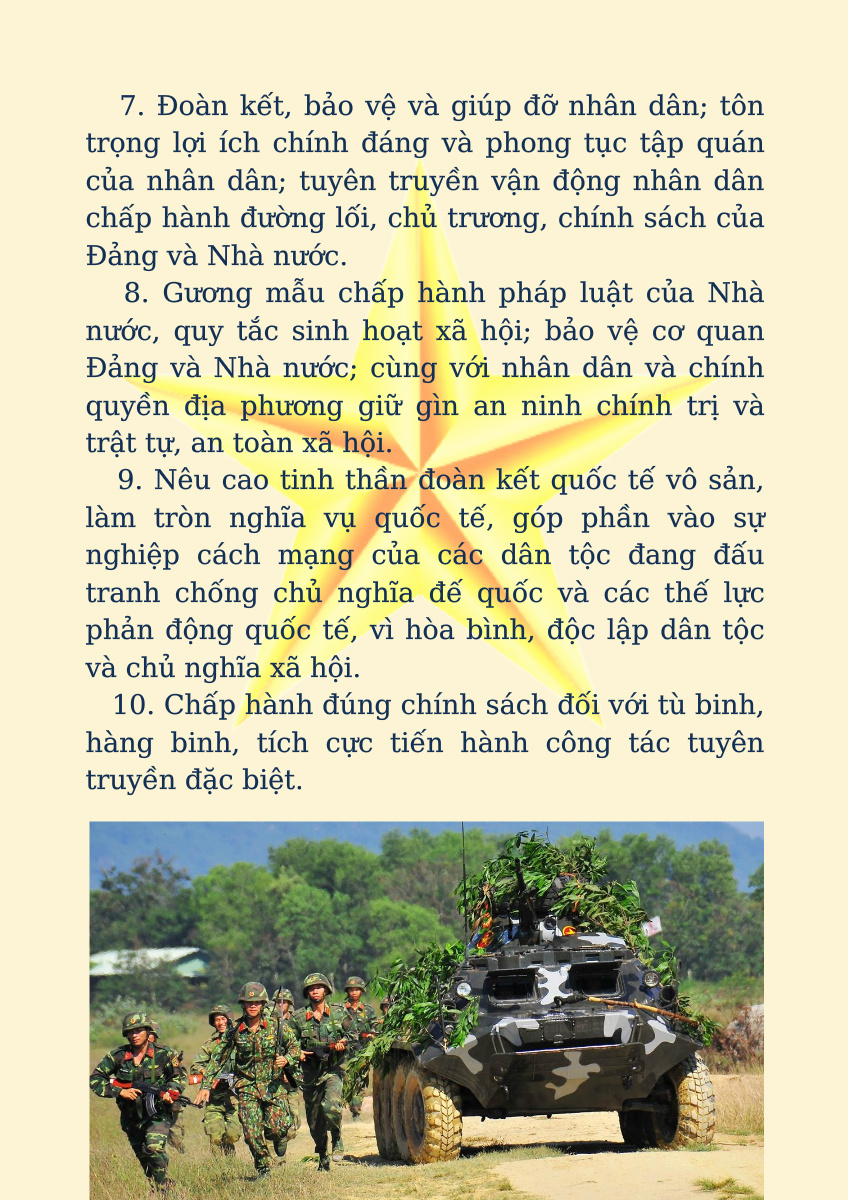 7. Đoàn kết, bảo vệ và giúp đỡ nhân dân; tôn
trọng lợi ích chính đáng và phong tục tập quán
của nhân dân; tuyên truyền vận động nhân dân
chấp hành đường lối, chủ trương, chính sách của
Đảng và Nhà nước.
8. Gương mẫu chấp hành pháp luật của Nhà
nước, quy tắc sinh hoạt xã hội; bảo vệ cơ quan
Đảng và Nhà nước; cùng với nhân dân và chính
quyền địa phương giữ gìn an ninh chính trị và
trật tự, an toàn xã hội.
9. Nêu cao tinh thần đoàn kết quốc tế vô sản,
làm tròn nghĩa vụ quốc tế, góp phần vào sự
nghiệp cách mạng của các dân tộc đang đấu
tranh chống chủ nghĩa đế quốc và các thế lực
phản động quốc tế, vì hòa bình, độc lập dân tộc
và chủ nghĩa xã hội.
10. Chấp hành đúng chính sách đối với tù binh,
hàng binh, tích cực tiến hành công tác tuyên
truyền đặc biệt.